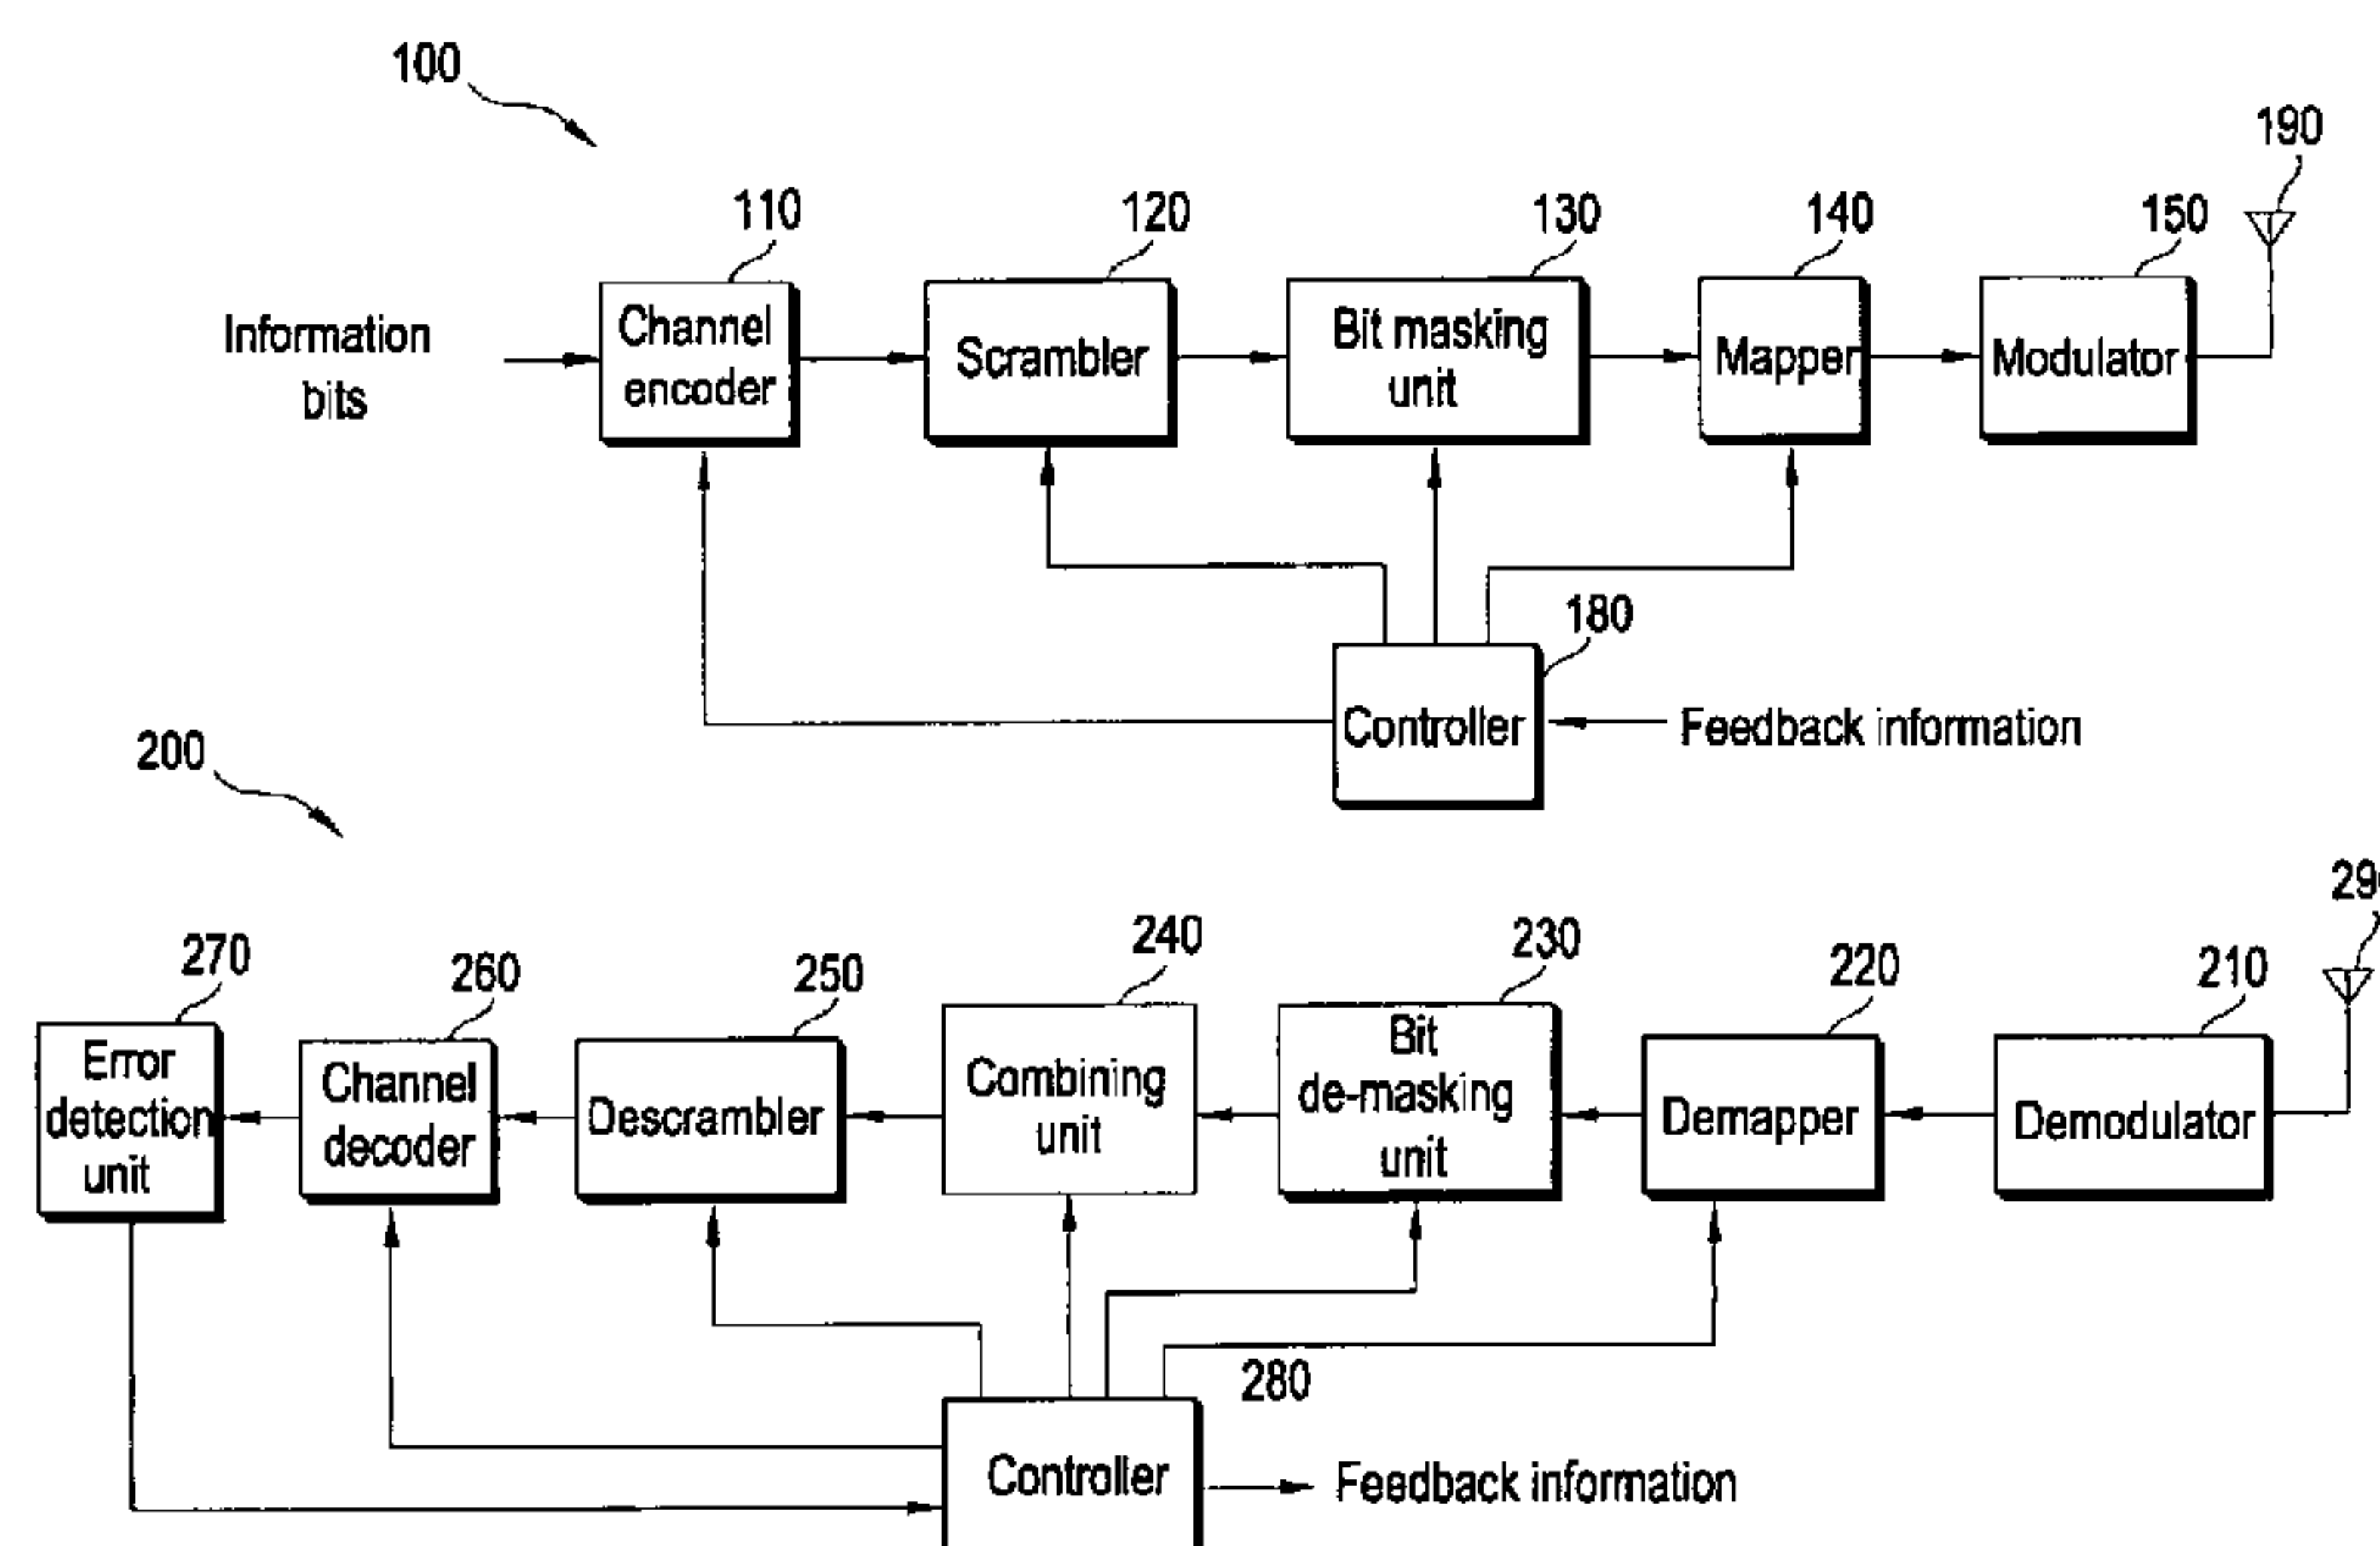 100
190
110
120
130
140
150
Information
bits
Channel
encoder
Scrambler
Bit masking
unit
Mapper
Modulator
180
Controller
Feedback information
200
270
260
250
240
230
220
210
Error
detection
unit
Channel
decoder
Descrambler
Combining
unit
Bit
de-masking
unit
Demapper
Demodulator
280
Controller
Feedback information